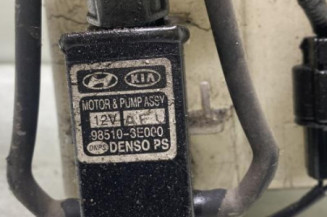 KIA
MOTOR & PUMP ASSY
12V
98510-3E000
DENSO PS